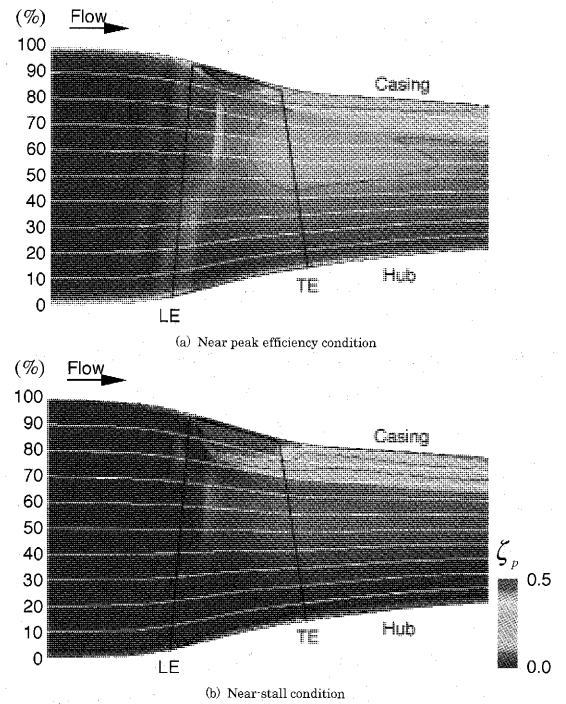 (%)
Flow
100
90
80
70
60
50
40
30
20
10
0
Casing
Hub
TE
LE
(a) Near peak efficiency condition
(%)
Flow
100
90
80
70
60
50
40
30
20
10
0
Casing
ζp
0.5
0.0
Hub
TE
LE
(b) Near-stall condition